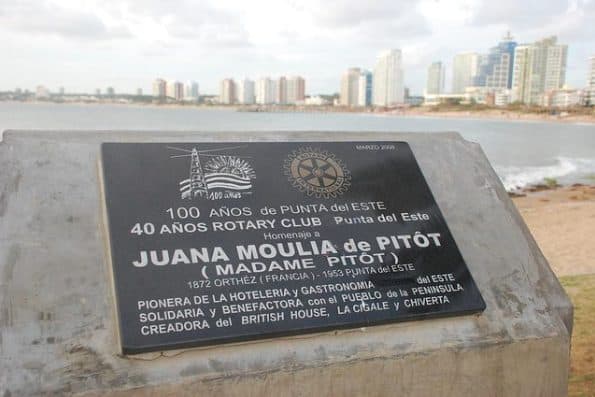 MARZO 2008
100 AÑOS
100 AÑOS de PUNTA del ESTE
40 AÑOS ROTARY CLUB Punta del Este
Homenaje a
JUANA MOULIA de PITÔT
( MADAME PITÔT )
1872 ORTHÉZ ( FRANCIA ) - 1953 PUNTA del ESTE
PIONERA DE LA HOTELERIA y GASTRONOMIA del ESTE
SOLIDARIA y BENEFACTORA con el PUEBLO de la PENINSULA
CREADORA del BRITISH HOUSE, LA CIGALE y CHIVERTA